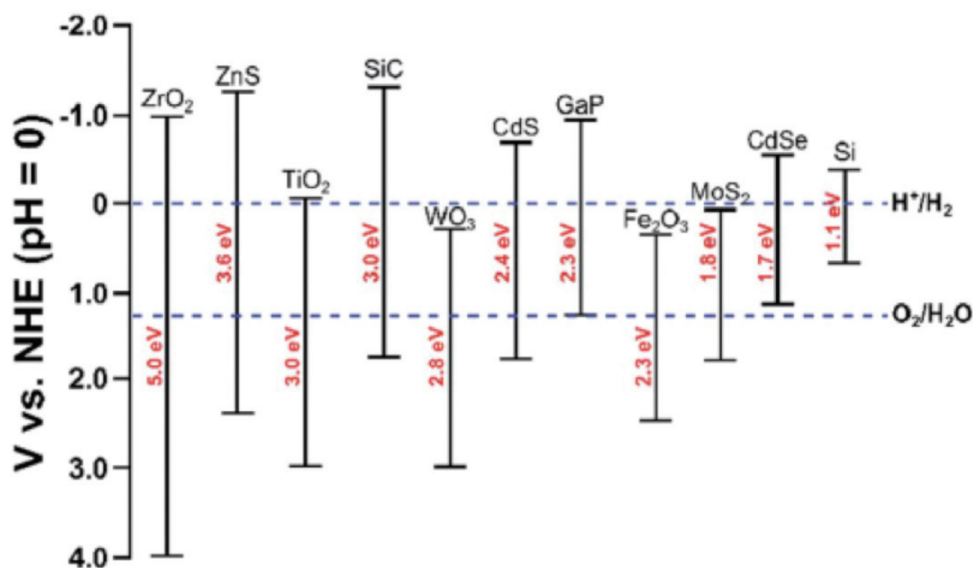 V vs. NHE (pH = 0)
-2.0
-1.0
0
1.0
2.0
3.0
4.0
ZrO₂
5.0 eV
ZnS
3.6 eV
TiO₂
3.0 eV
SiC
3.0 eV
WO₃
2.8 eV
CdS
2.4 eV
GaP
2.3 eV
Fe₂O₃
2.3 eV
MoS₂
1.8 eV
CdSe
1.7 eV
Si
1.1 eV
H⁺/H₂
O₂/H₂O